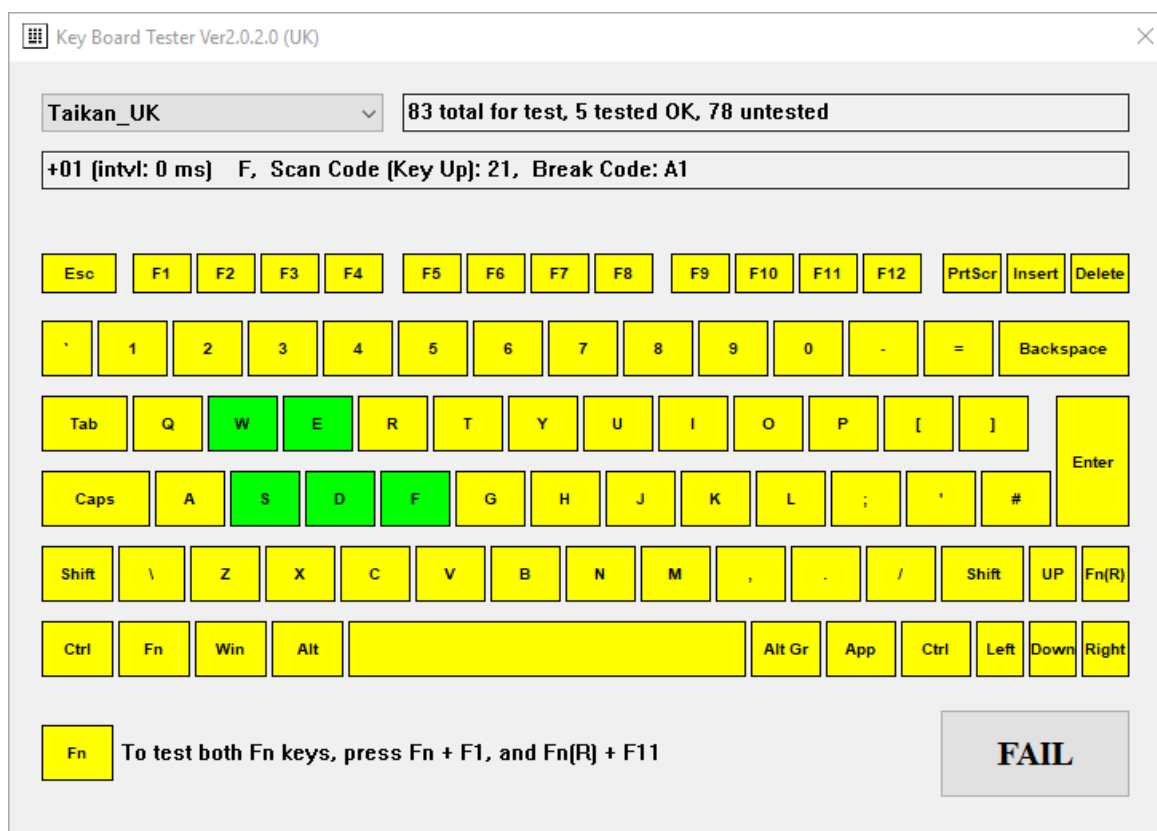 Key Board Tester Ver2.0.2.0 (UK)
Taikan_UK 83 total for test, 5 tested OK, 78 untested
+01 (intvl: 0 ms) F, Scan Code (Key Up): 21, Break Code: A1
Esc F1 F2 F3 F4 F5 F6 F7 F8 F9 F10 F11 F12 PrtScr Insert Delete
` 1 2 3 4 5 6 7 8 9 0 - = Backspace
Tab Q W E R T Y U I O P [ ]
Enter
Caps A S D F G H J K L ; ' #
Shift \ Z X C V B N M , . / Shift UP Fn(R)
Ctrl Fn Win Alt Alt Gr App Ctrl Left Down Right
Fn To test both Fn keys, press Fn + F1, and Fn(R) + F11
FAIL